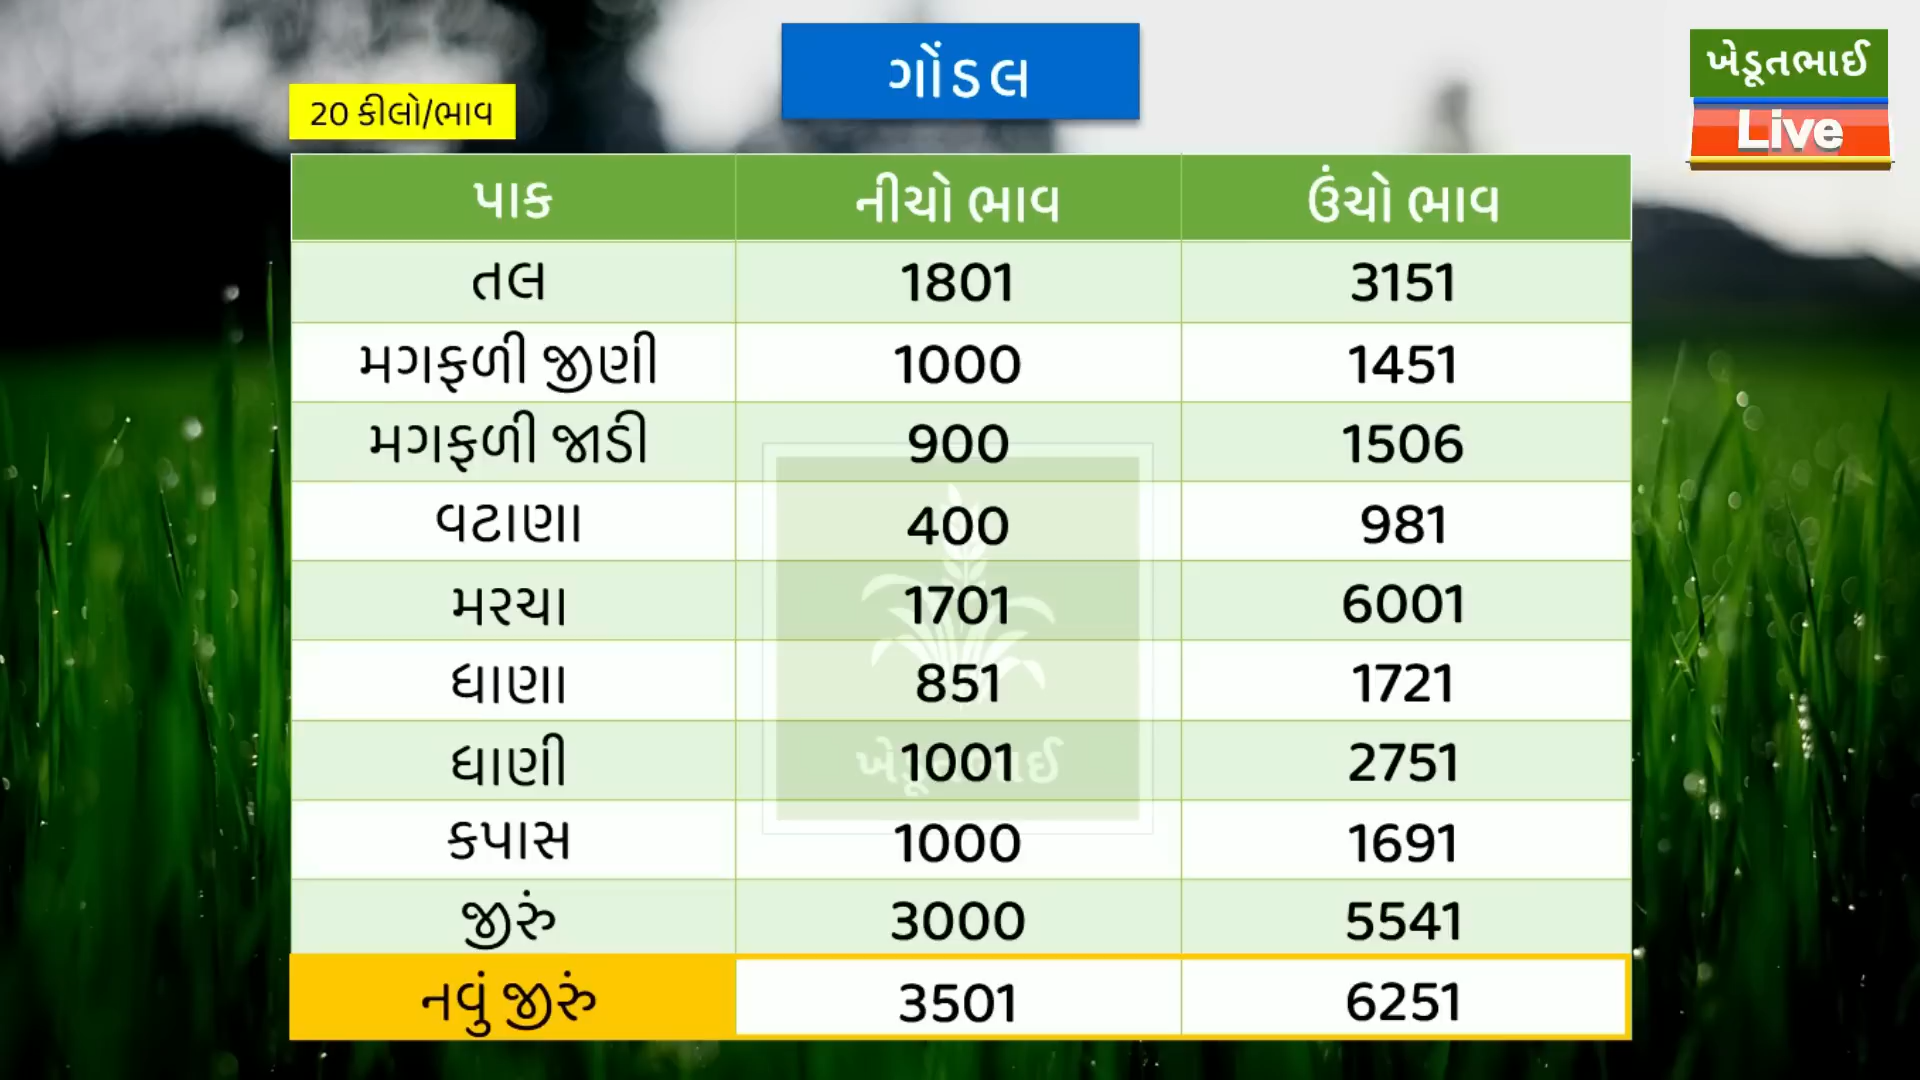 ગોંડલ
ખેડૂતભાઈ
Live
20 કીલો/ભાવ
પાક નીચો ભાવ ઉંચો ભાવ
તલ 1801 3151
મગફળી જીણી 1000 1451
મગફળી જાડી 900 1506
વટાણા 400 981
મરચા 1701 6001
ધાણા 851 1721
ધાણી 1001 2751
ખેડૂતભાઈ
કપાસ 1000 1691
જીરું 3000 5541
નવું જીરું 3501 6251